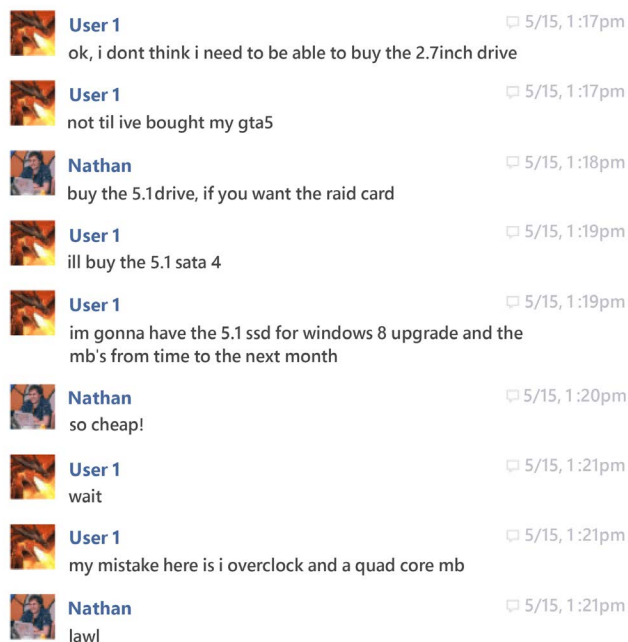 User 1
5/15, 1:17pm
ok, i dont think i need to be able to buy the 2.7inch drive
User 1
5/15, 1:17pm
not til ive bought my gta5
Nathan
5/15, 1:18pm
buy the 5.1drive, if you want the raid card
User 1
5/15, 1:19pm
ill buy the 5.1 sata 4
User 1
5/15, 1:19pm
im gonna have the 5.1 ssd for windows 8 upgrade and the
mb's from time to the next month
Nathan
5/15, 1:20pm
so cheap!
User 1
5/15, 1:21pm
wait
User 1
5/15, 1:21pm
my mistake here is i overclock and a quad core mb
Nathan
5/15, 1:21pm
lawl